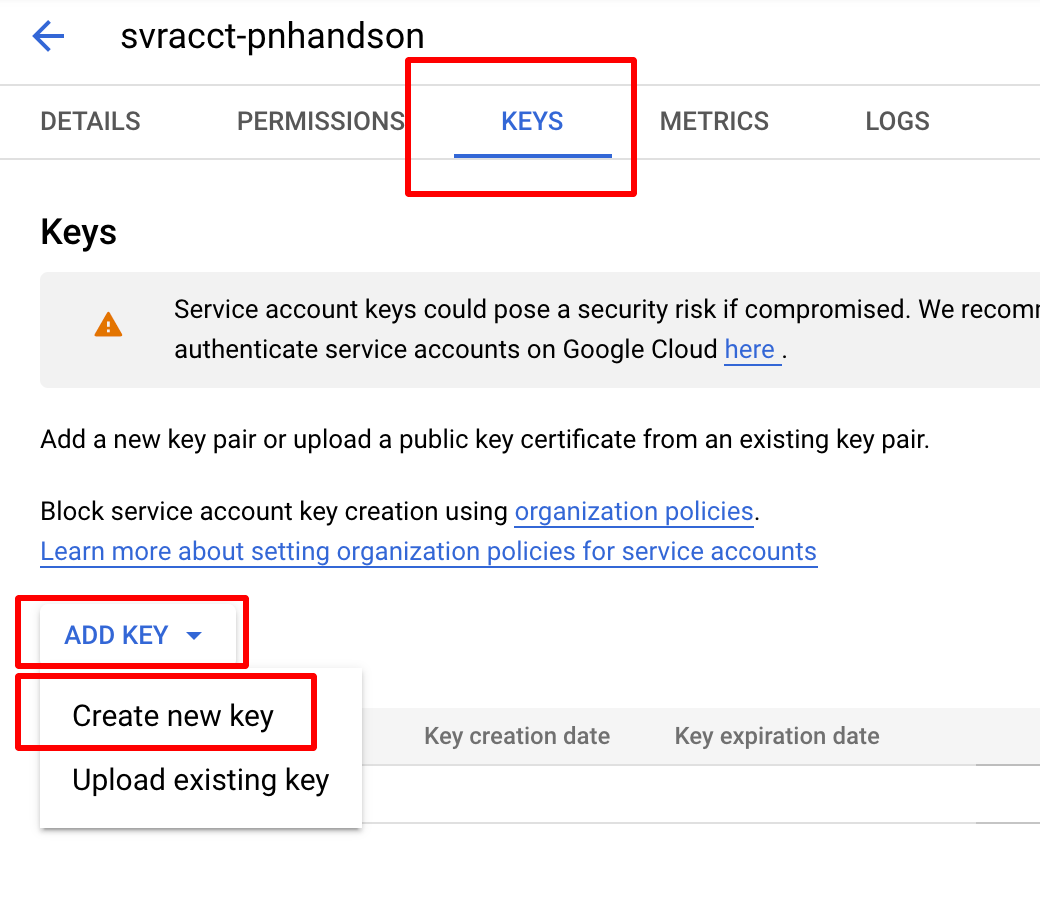 svracct-pnhandson
DETAILS PERMISSIONS KEYS METRICS LOGS
Keys
Service account keys could pose a security risk if compromised. We recomm
authenticate service accounts on Google Cloud here .
Add a new key pair or upload a public key certificate from an existing key pair.
Block service account key creation using organization policies.
Learn more about setting organization policies for service accounts
ADD KEY
Create new key
Key creation date Key expiration date
Upload existing key